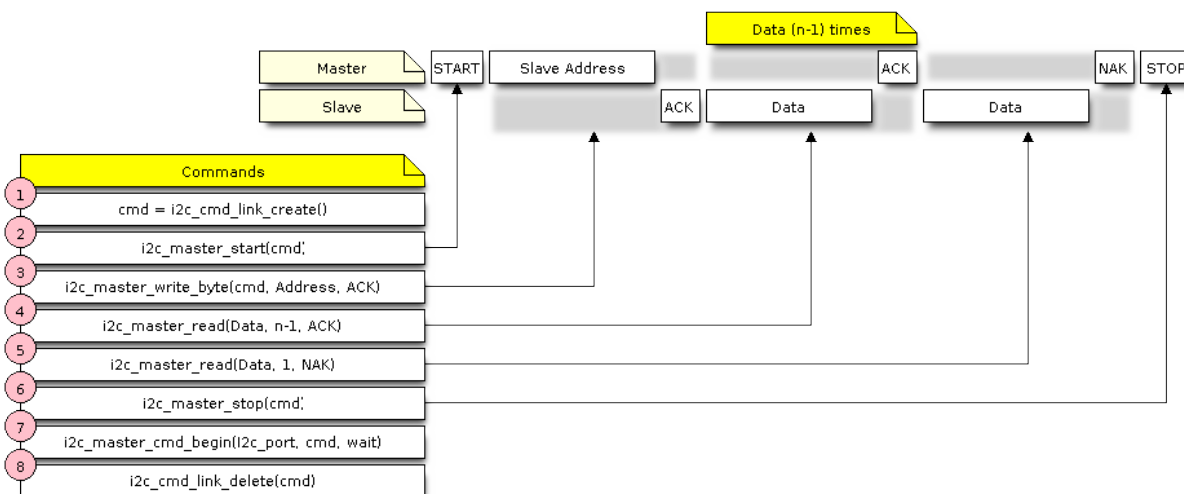 Data (n-1) times
Master START Slave Address ACK NAK STOP
Slave ACK Data Data
Commands
1
cmd = i2c_cmd_link_create()
2
i2c_master_start(cmd;
3
i2c_master_write_byte(cmd, Address, ACK)
4
i2c_master_read(Data, n-1, ACK)
5
i2c_master_read(Data, 1, NAK)
6
i2c_master_stop(cmd;
7
i2c_master_cmd_begin(I2c_port, cmd, wait)
8
i2c_cmd_link_delete(cmd)